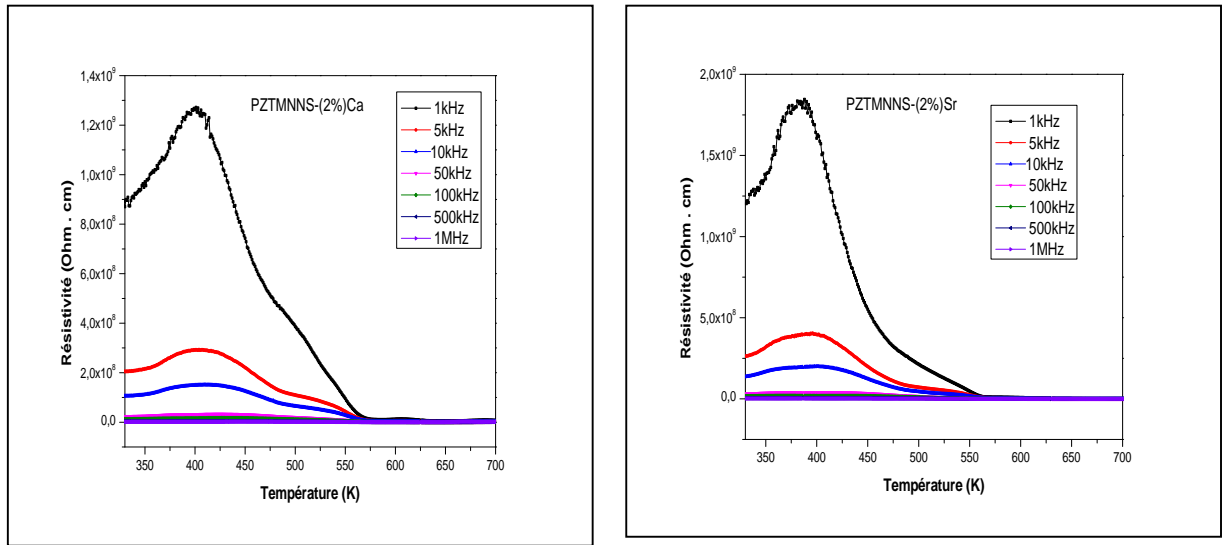 PZTMNNS-(2%)Ca
1kHz
5kHz
10kHz
50kHz
100kHz
500kHz
1MHz
1,4x10⁹
1,2x10⁹
1,0x10⁹
8,0x10⁸
6,0x10⁸
4,0x10⁸
2,0x10⁸
0,0
Résistivité (Ohm . cm)
350 400 450 500 550 600 650 700
Température (K)
PZTMNNS-(2%)Sr
1kHz
5kHz
10kHz
50kHz
100kHz
500kHz
1MHz
2,0x10⁹
1,5x10⁹
1,0x10⁹
5,0x10⁸
0,0
Résistivité (Ohm . cm)
350 400 450 500 550 600 650 700
Température (K)